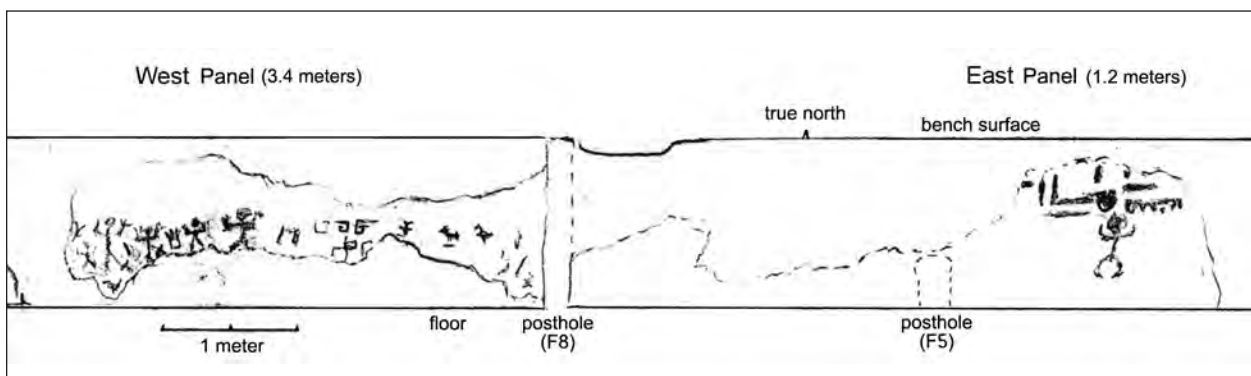 West Panel (3.4 meters)
East Panel (1.2 meters)
true north
bench surface
1 meter
floor
posthole
(F8)
posthole
(F5)